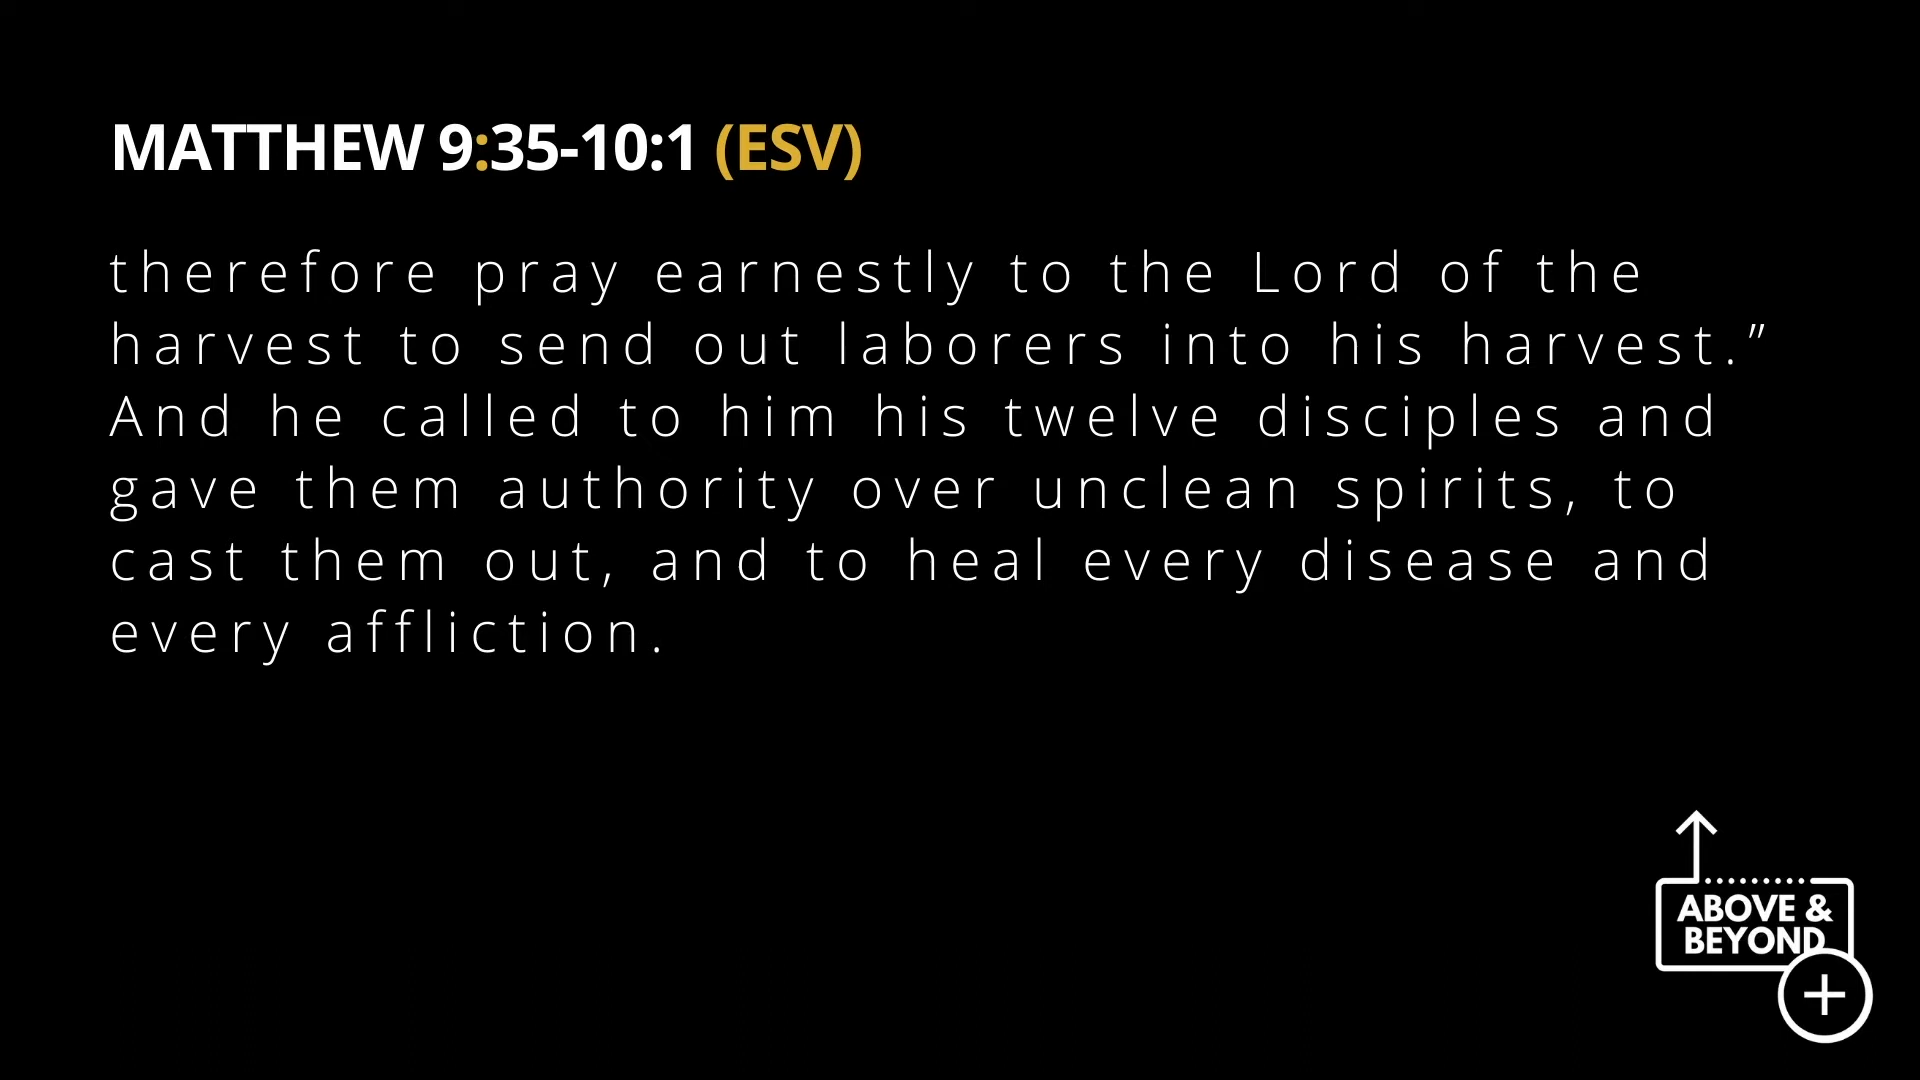 MATTHEW 9:35-10:1 (ESV)
therefore pray earnestly to the Lord of the
harvest to send out laborers into his harvest.”
And he called to him his twelve disciples and
gave them authority over unclean spirits, to
cast them out, and to heal every disease and
every affliction.
ABOVE &
BEYOND